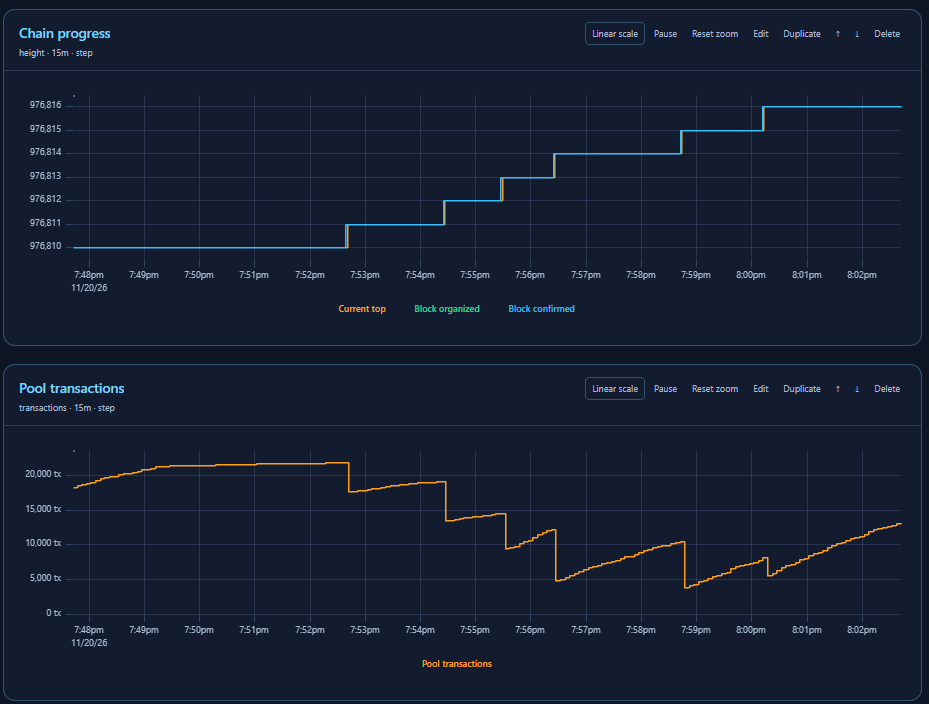 Chain progress
height · 15m · step
Linear scale Pause Reset zoom Edit Duplicate ↑ ↓ Delete
976,816
976,815
976,814
976,813
976,812
976,811
976,810
7:48pm 7:49pm 7:50pm 7:51pm 7:52pm 7:53pm 7:54pm 7:55pm 7:56pm 7:57pm 7:58pm 7:59pm 8:00pm 8:01pm 8:02pm
11/20/26
Current top Block organized Block confirmed
Pool transactions
transactions · 15m · step
Linear scale Pause Reset zoom Edit Duplicate ↑ ↓ Delete
20,000 tx
15,000 tx
10,000 tx
5,000 tx
0 tx
7:48pm 7:49pm 7:50pm 7:51pm 7:52pm 7:53pm 7:54pm 7:55pm 7:56pm 7:57pm 7:58pm 7:59pm 8:00pm 8:01pm 8:02pm
11/20/26
Pool transactions